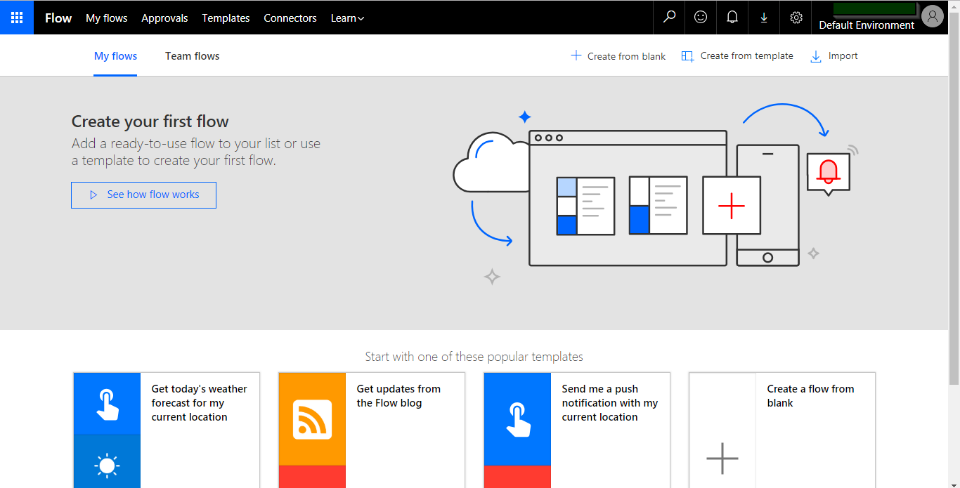 Flow My flows Approvals Templates Connectors Learn
Default Environment
My flows Team flows Create from blank Create from template Import
Create your first flow
Add a ready-to-use flow to your list or use
a template to create your first flow.
See how flow works
Start with one of these popular templates
Get today's weather
forecast for my
current location
Get updates from
the Flow blog
Send me a push
notification with my
current location
Create a flow from
blank